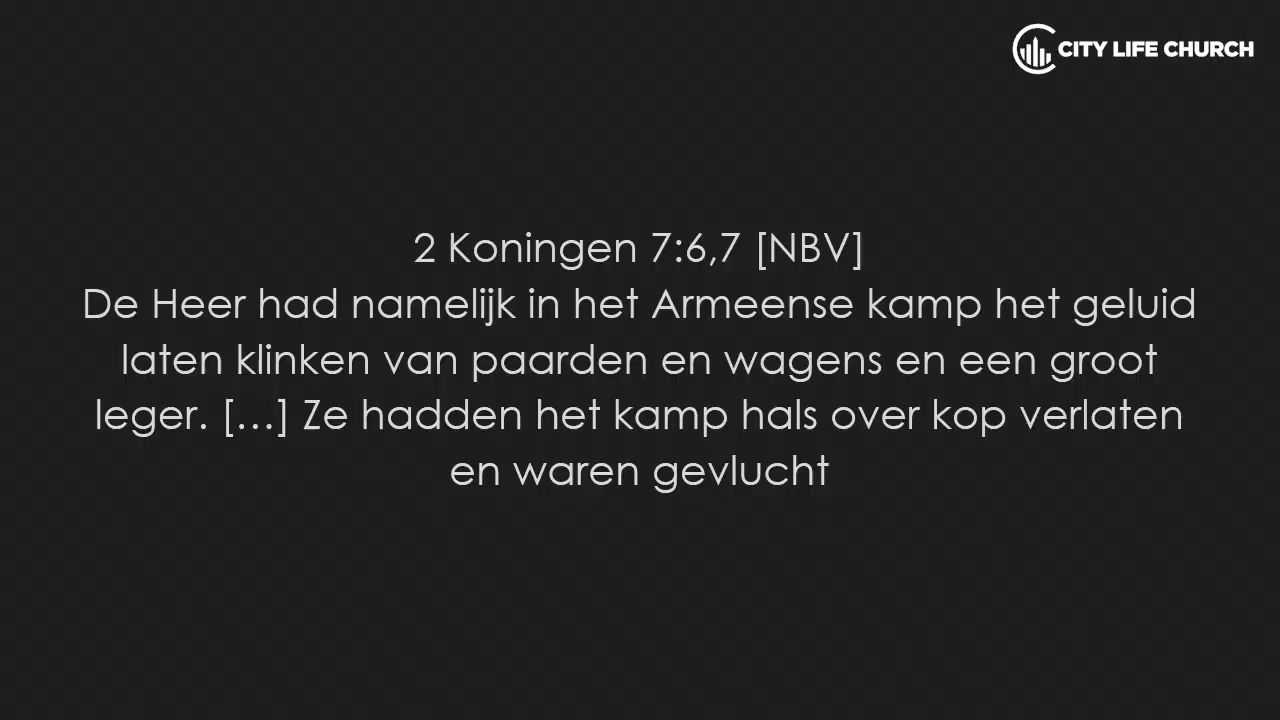 CITY LIFE CHURCH
2 Koningen 7:6,7 [NBV]
De Heer had namelijk in het Armeense kamp het geluid
laten klinken van paarden en wagens en een groot
leger. [...] Ze hadden het kamp hals over kop verlaten
en waren gevlucht